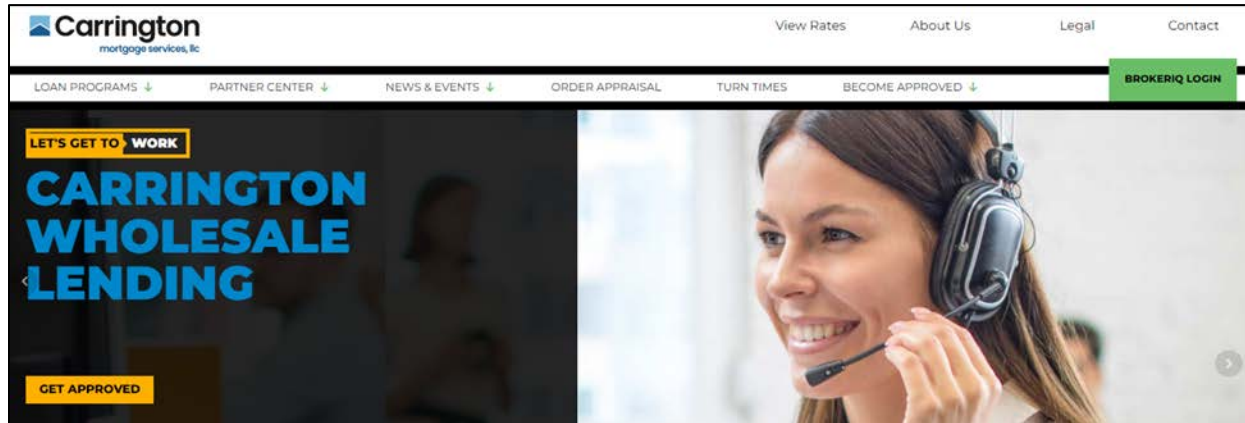 Carrington
mortgage services, llc
View Rates About Us Legal Contact
LOAN PROGRAMS ↓ PARTNER CENTER ↓ NEWS & EVENTS ↓ ORDER APPRAISAL TURN TIMES BECOME APPROVED ↓ BROKERIQ LOGIN
LET'S GET TO WORK
CARRINGTON
WHOLESALE
LENDING
GET APPROVED